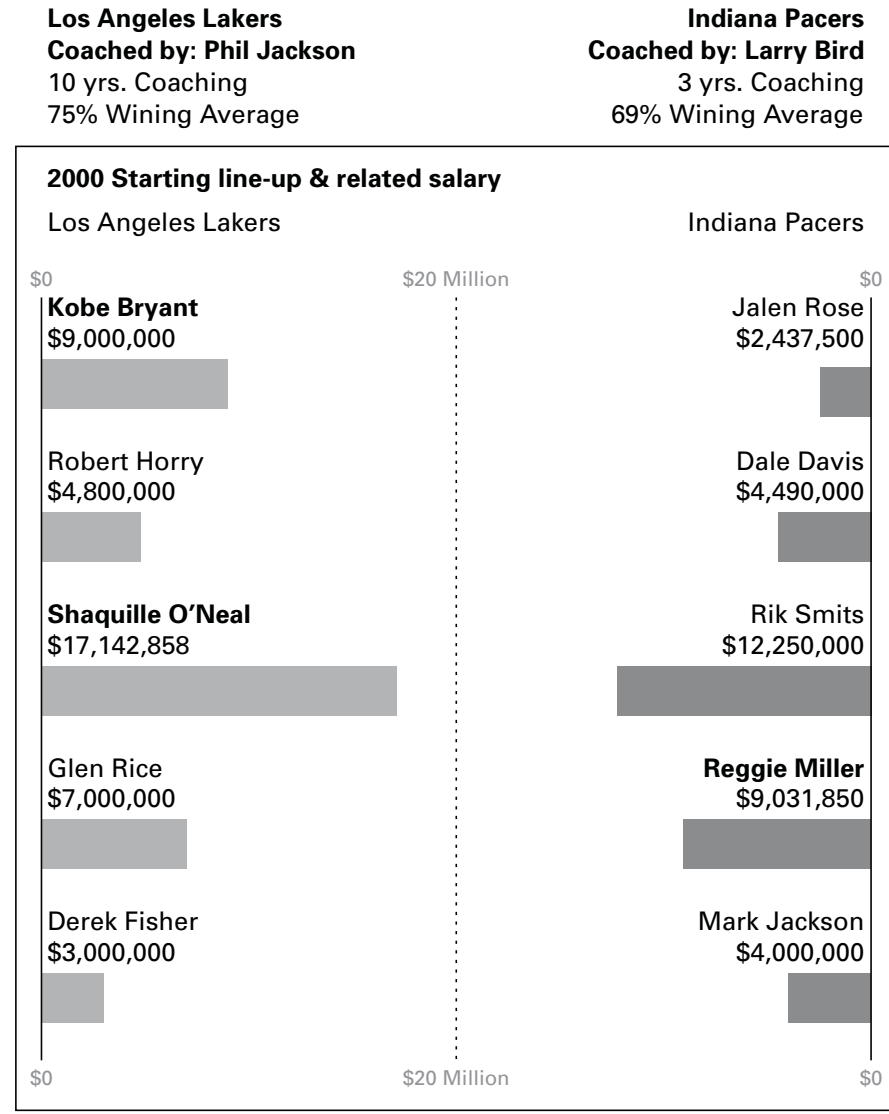 Los Angeles Lakers
Coached by: Phil Jackson
10 yrs. Coaching
75% Wining Average
Indiana Pacers
Coached by: Larry Bird
3 yrs. Coaching
69% Wining Average
2000 Starting line-up & related salary
Los Angeles Lakers
Indiana Pacers
$0
$20 Million
$0
Kobe Bryant
$9,000,000
Jalen Rose
$2,437,500
Robert Horry
$4,800,000
Dale Davis
$4,490,000
Shaquille O’Neal
$17,142,858
Rik Smits
$12,250,000
Glen Rice
$7,000,000
Reggie Miller
$9,031,850
Derek Fisher
$3,000,000
Mark Jackson
$4,000,000
$0
$20 Million
$0